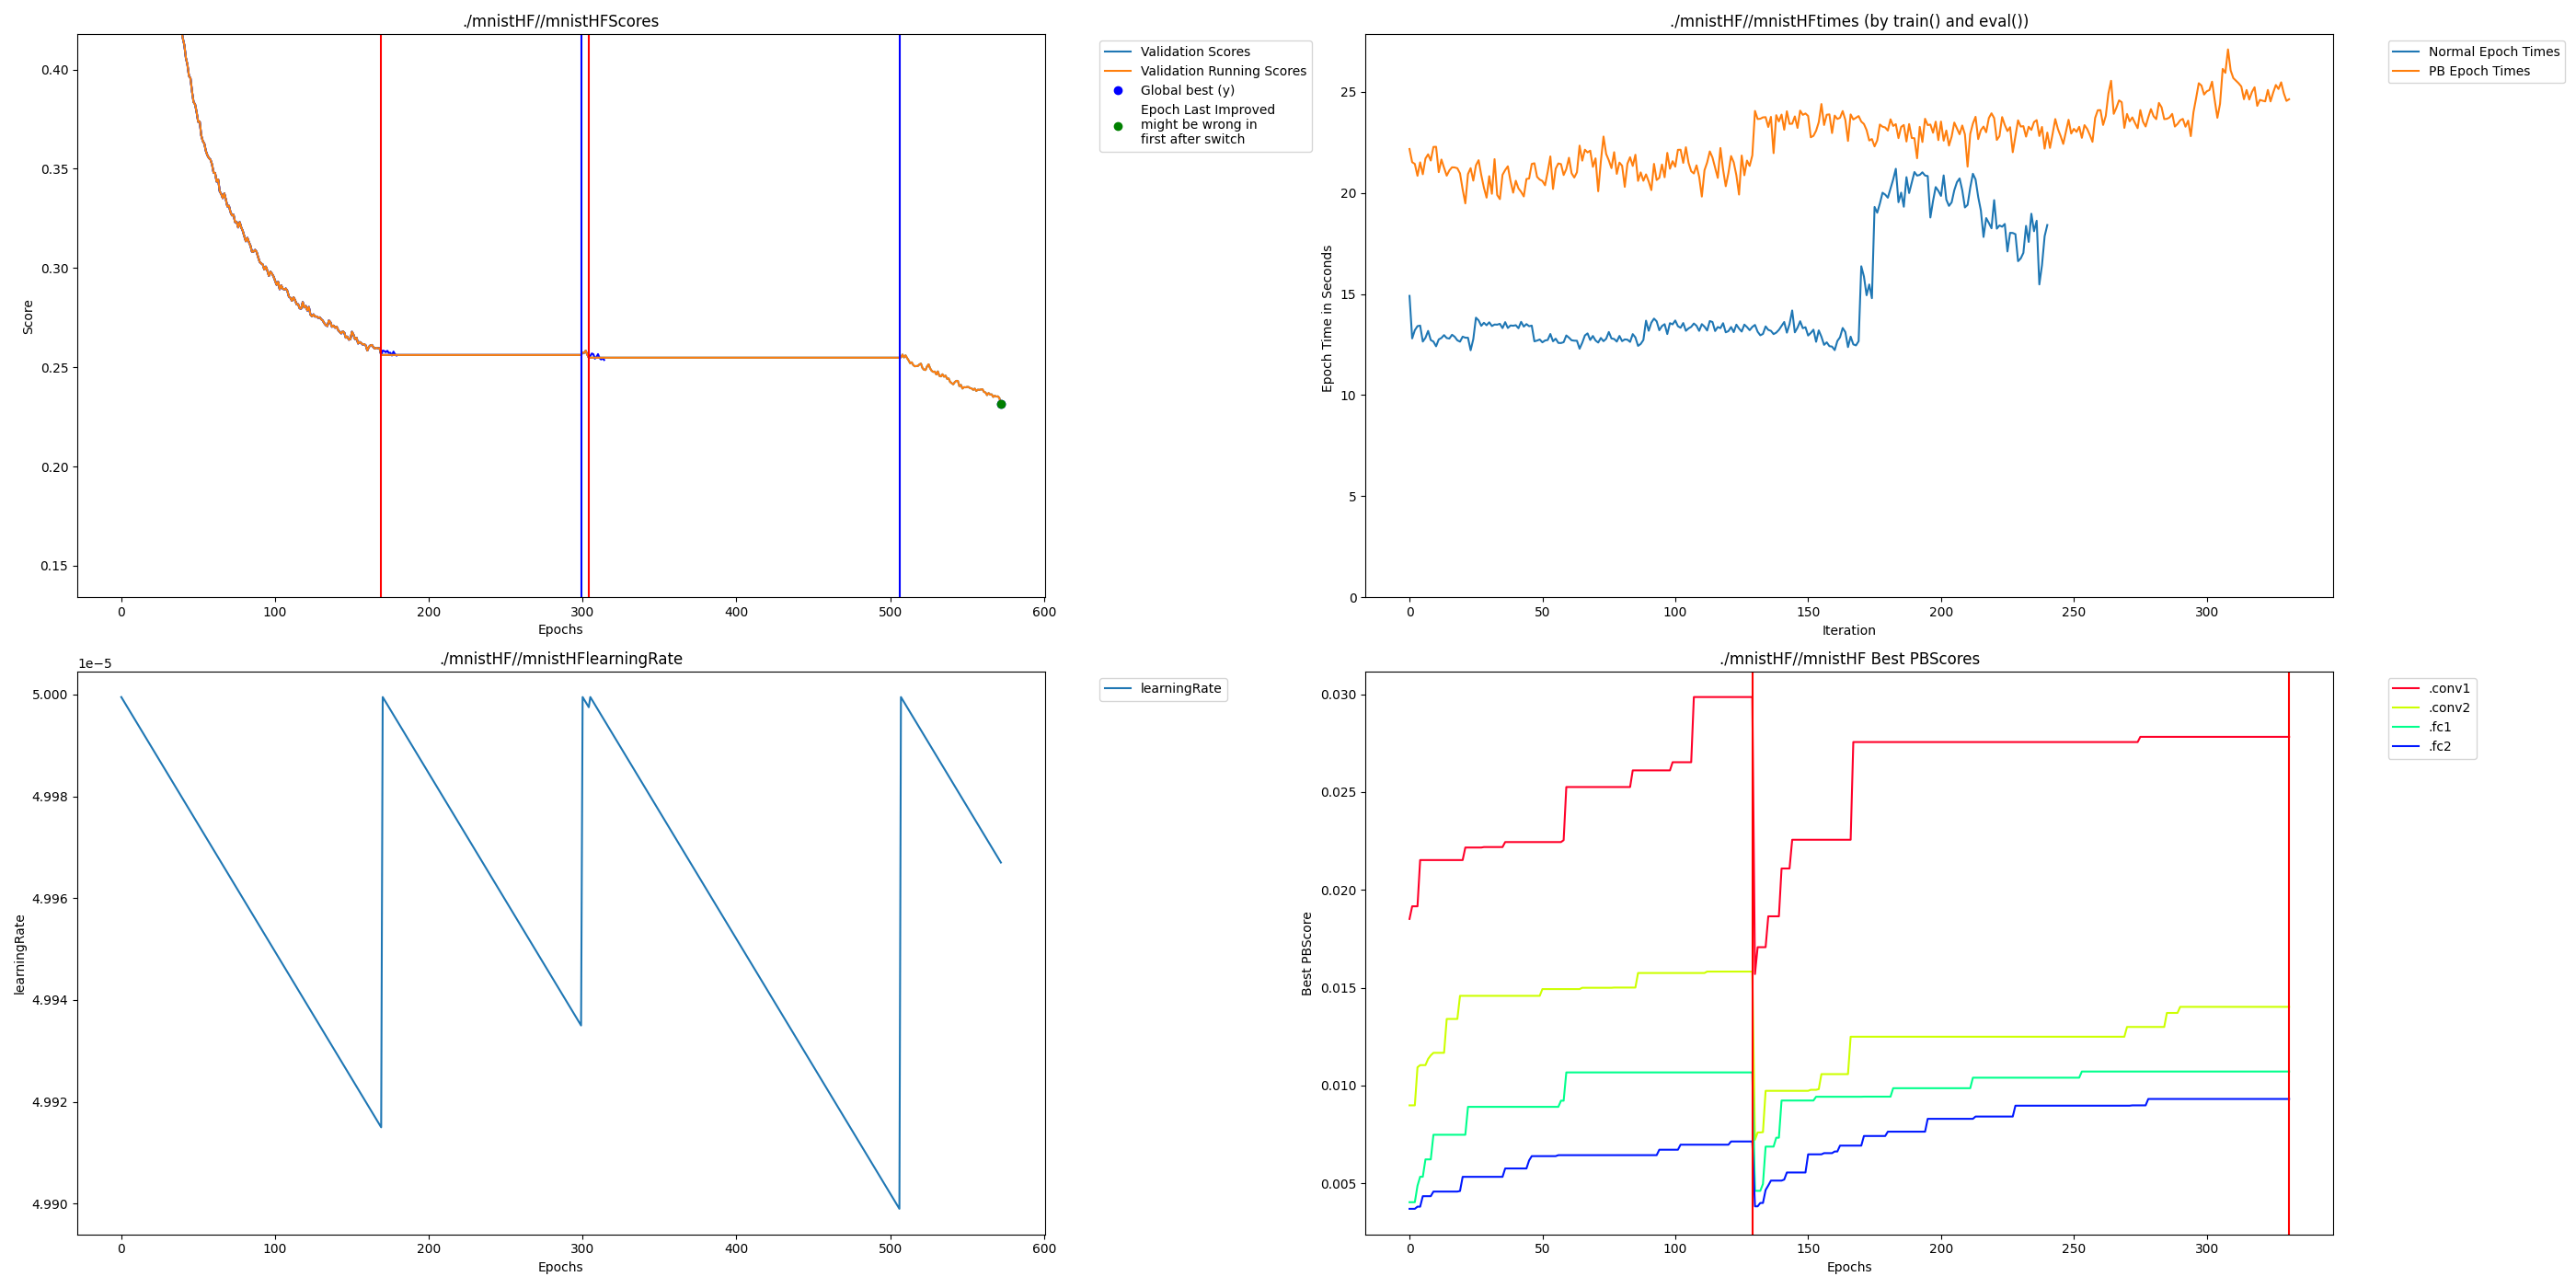 ./mnistHF//mnistHFScores
Score
0.40
0.35
0.30
0.25
0.20
0.15
0
100
200
300
400
500
600
Epochs
Validation Scores
Validation Running Scores
Global best (y)
Epoch Last Improved
might be wrong in
first after switch
./mnistHF//mnistHFtimes (by train() and eval())
Epoch Time in Seconds
25
20
15
10
5
0
0
50
100
150
200
250
300
Iteration
Normal Epoch Times
PB Epoch Times
./mnistHF//mnistHFlearningRate
1e−5
learningRate
5.000
4.998
4.996
4.994
4.992
4.990
0
100
200
300
400
500
600
Epochs
learningRate
./mnistHF//mnistHF Best PBScores
Best PBScore
0.030
0.025
0.020
0.015
0.010
0.005
0
50
100
150
200
250
300
Epochs
.conv1
.conv2
.fc1
.fc2